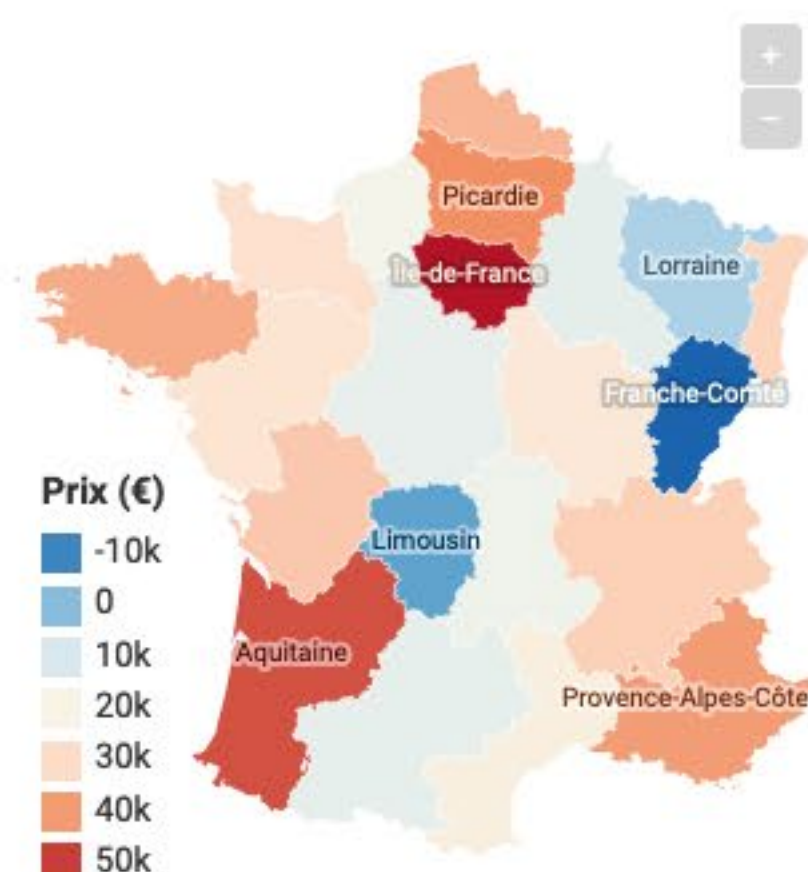 +
−
Picardie
Île-de-France
Lorraine
Franche-Comté
Prix (€)
-10k
0
10k
20k
30k
40k
50k
Limousin
Aquitaine
Provence-Alpes-Côte